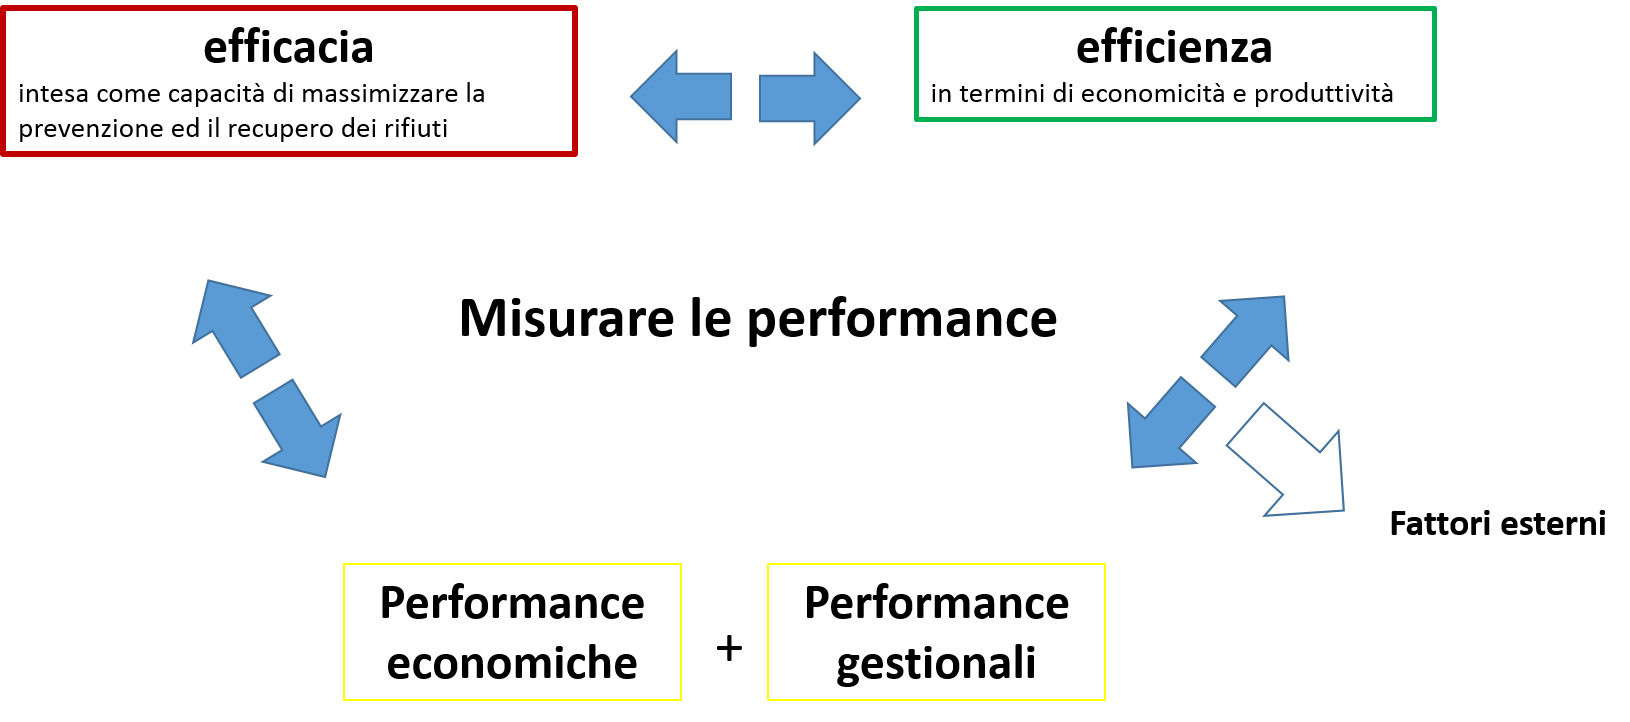 efficacia
intesa come capacità di massimizzare la
prevenzione ed il recupero dei rifiuti
efficienza
in termini di economicità e produttività
Misurare le performance
Fattori esterni
Performance
economiche
+
Performance
gestionali